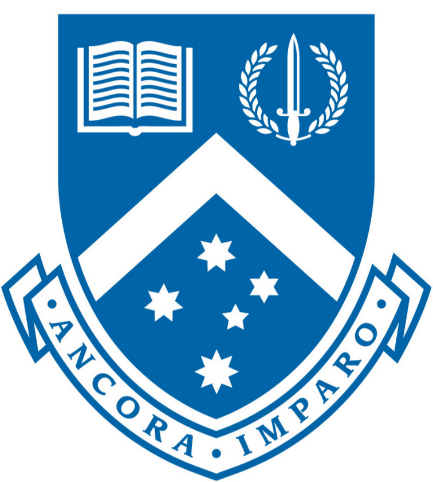 · ANCORA · IMPARO ·